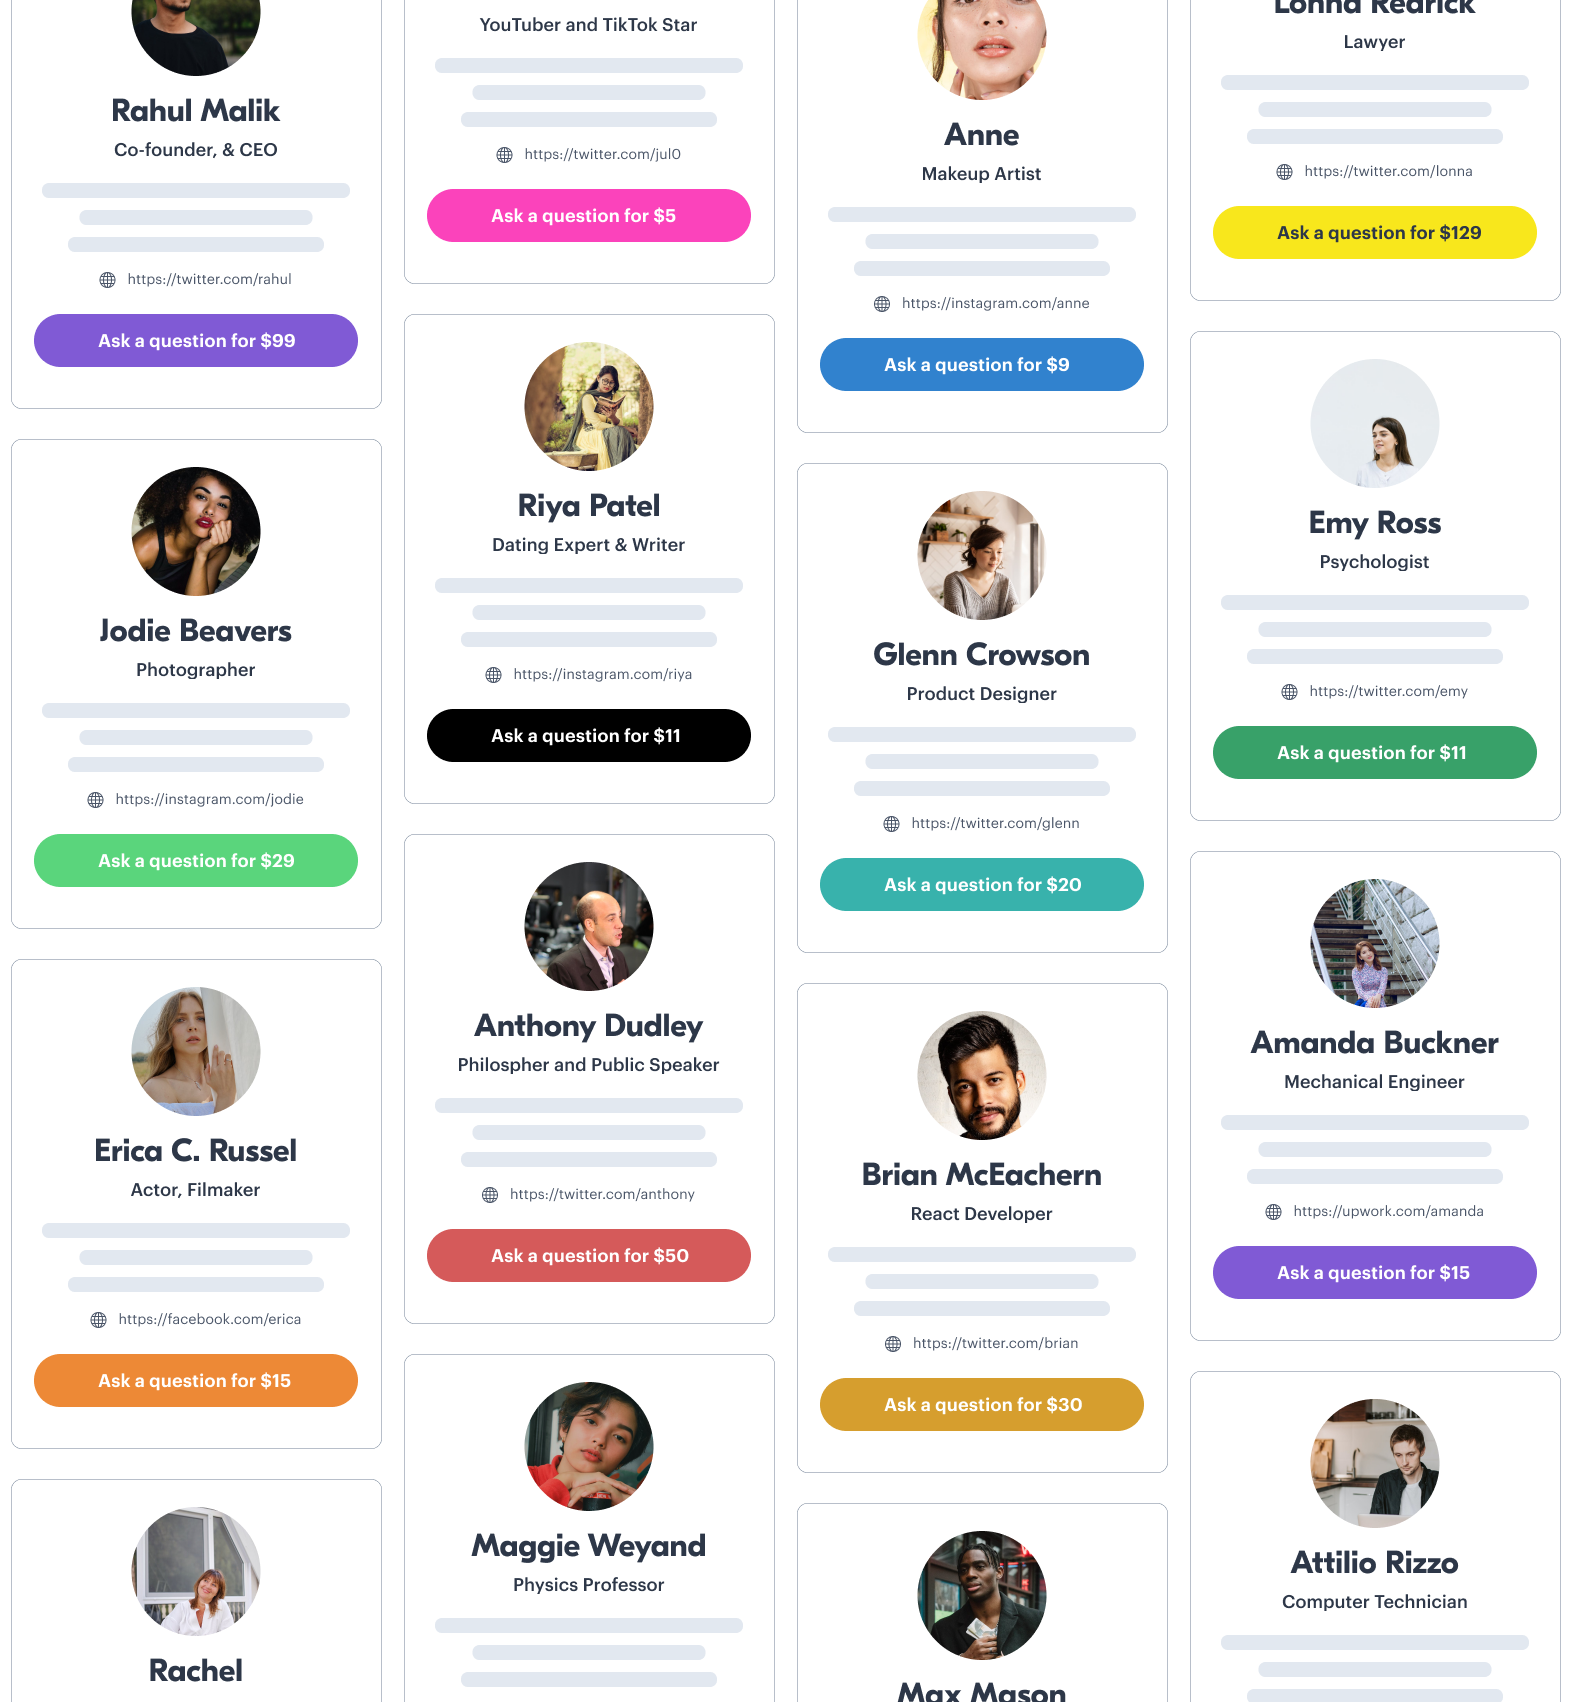 Rahul Malik
Co-founder, & CEO
https://twitter.com/rahul
Ask a question for $99
Jodie Beavers
Photographer
https://instagram.com/jodie
Ask a question for $29
Erica C. Russel
Actor, Filmaker
https://facebook.com/erica
Ask a question for $15
Rachel
YouTuber and TikTok Star
https://twitter.com/jul0
Ask a question for $5
Riya Patel
Dating Expert & Writer
https://instagram.com/riya
Ask a question for $11
Anthony Dudley
Philospher and Public Speaker
https://twitter.com/anthony
Ask a question for $50
Maggie Weyand
Physics Professor
Anne
Makeup Artist
https://instagram.com/anne
Ask a question for $9
Glenn Crowson
Product Designer
https://twitter.com/glenn
Ask a question for $20
Brian McEachern
React Developer
https://twitter.com/brian
Ask a question for $30
Max Mason
Lonna Redrick
Lawyer
https://twitter.com/lonna
Ask a question for $129
Emy Ross
Psychologist
https://twitter.com/emy
Ask a question for $11
Amanda Buckner
Mechanical Engineer
https://upwork.com/amanda
Ask a question for $15
Attilio Rizzo
Computer Technician